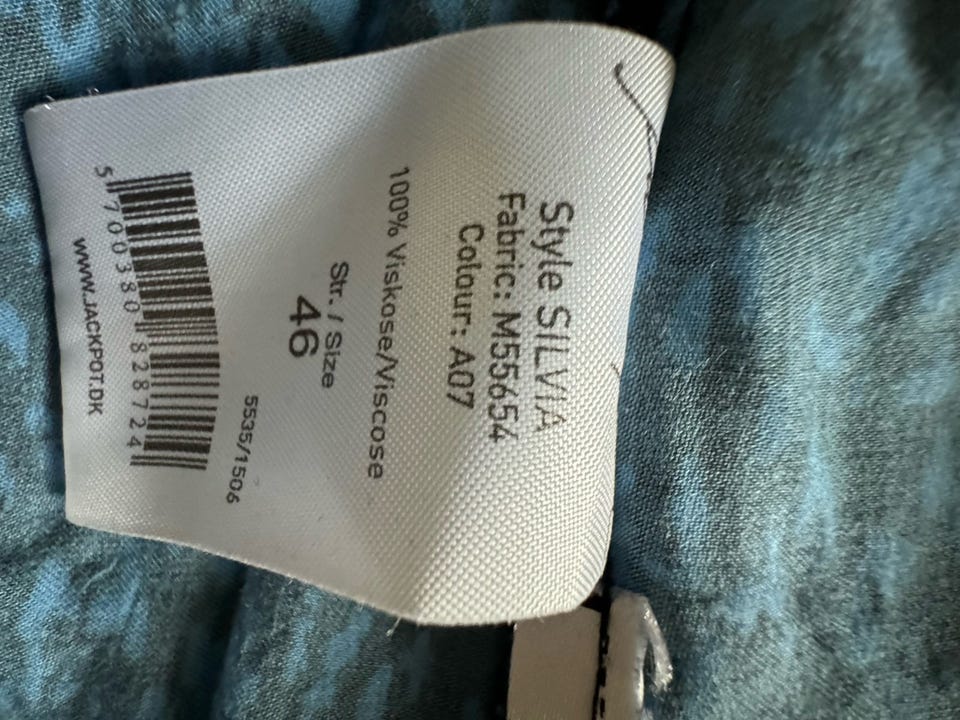 Style SILVIA
Fabric: M55654
Colour: A07
100% Viskose/Viscose
Str. / Size
46
5535/1506
5 700380 828724
WWW.JACKPOT.DK